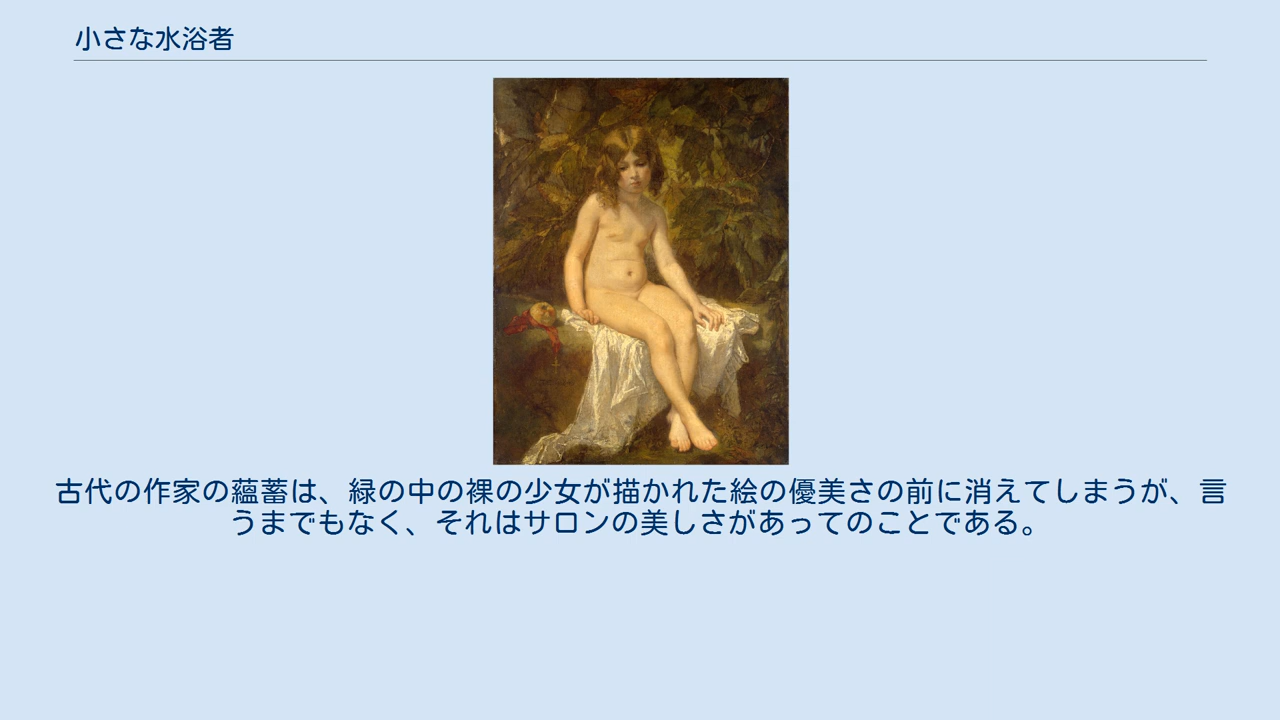 小さな水浴者
古代の作家の蘊蓄は、緑の中の裸の少女が描かれた絵の優美さの前に消えてしまうが、言
うまでもなく、それはサロンの美しさがあってのことである。